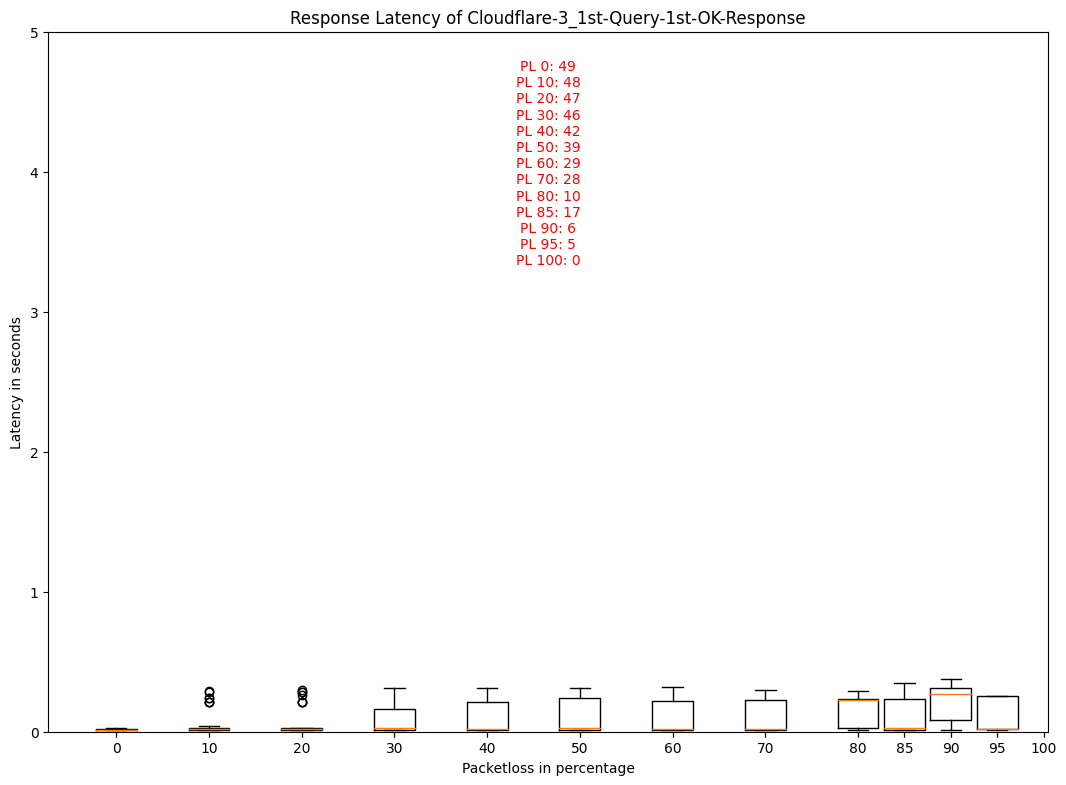 Response Latency of Cloudflare-3_1st-Query-1st-OK-Response
5
PL 0: 49
PL 10: 48
PL 20: 47
PL 30: 46
PL 40: 42
PL 50: 39
PL 60: 29
PL 70: 28
PL 80: 10
PL 85: 17
PL 90: 6
PL 95: 5
PL 100: 0
4
3
Latency in seconds
2
1
0
0 10 20 30 40 50 60 70 80 85 90 95 100
Packetloss in percentage